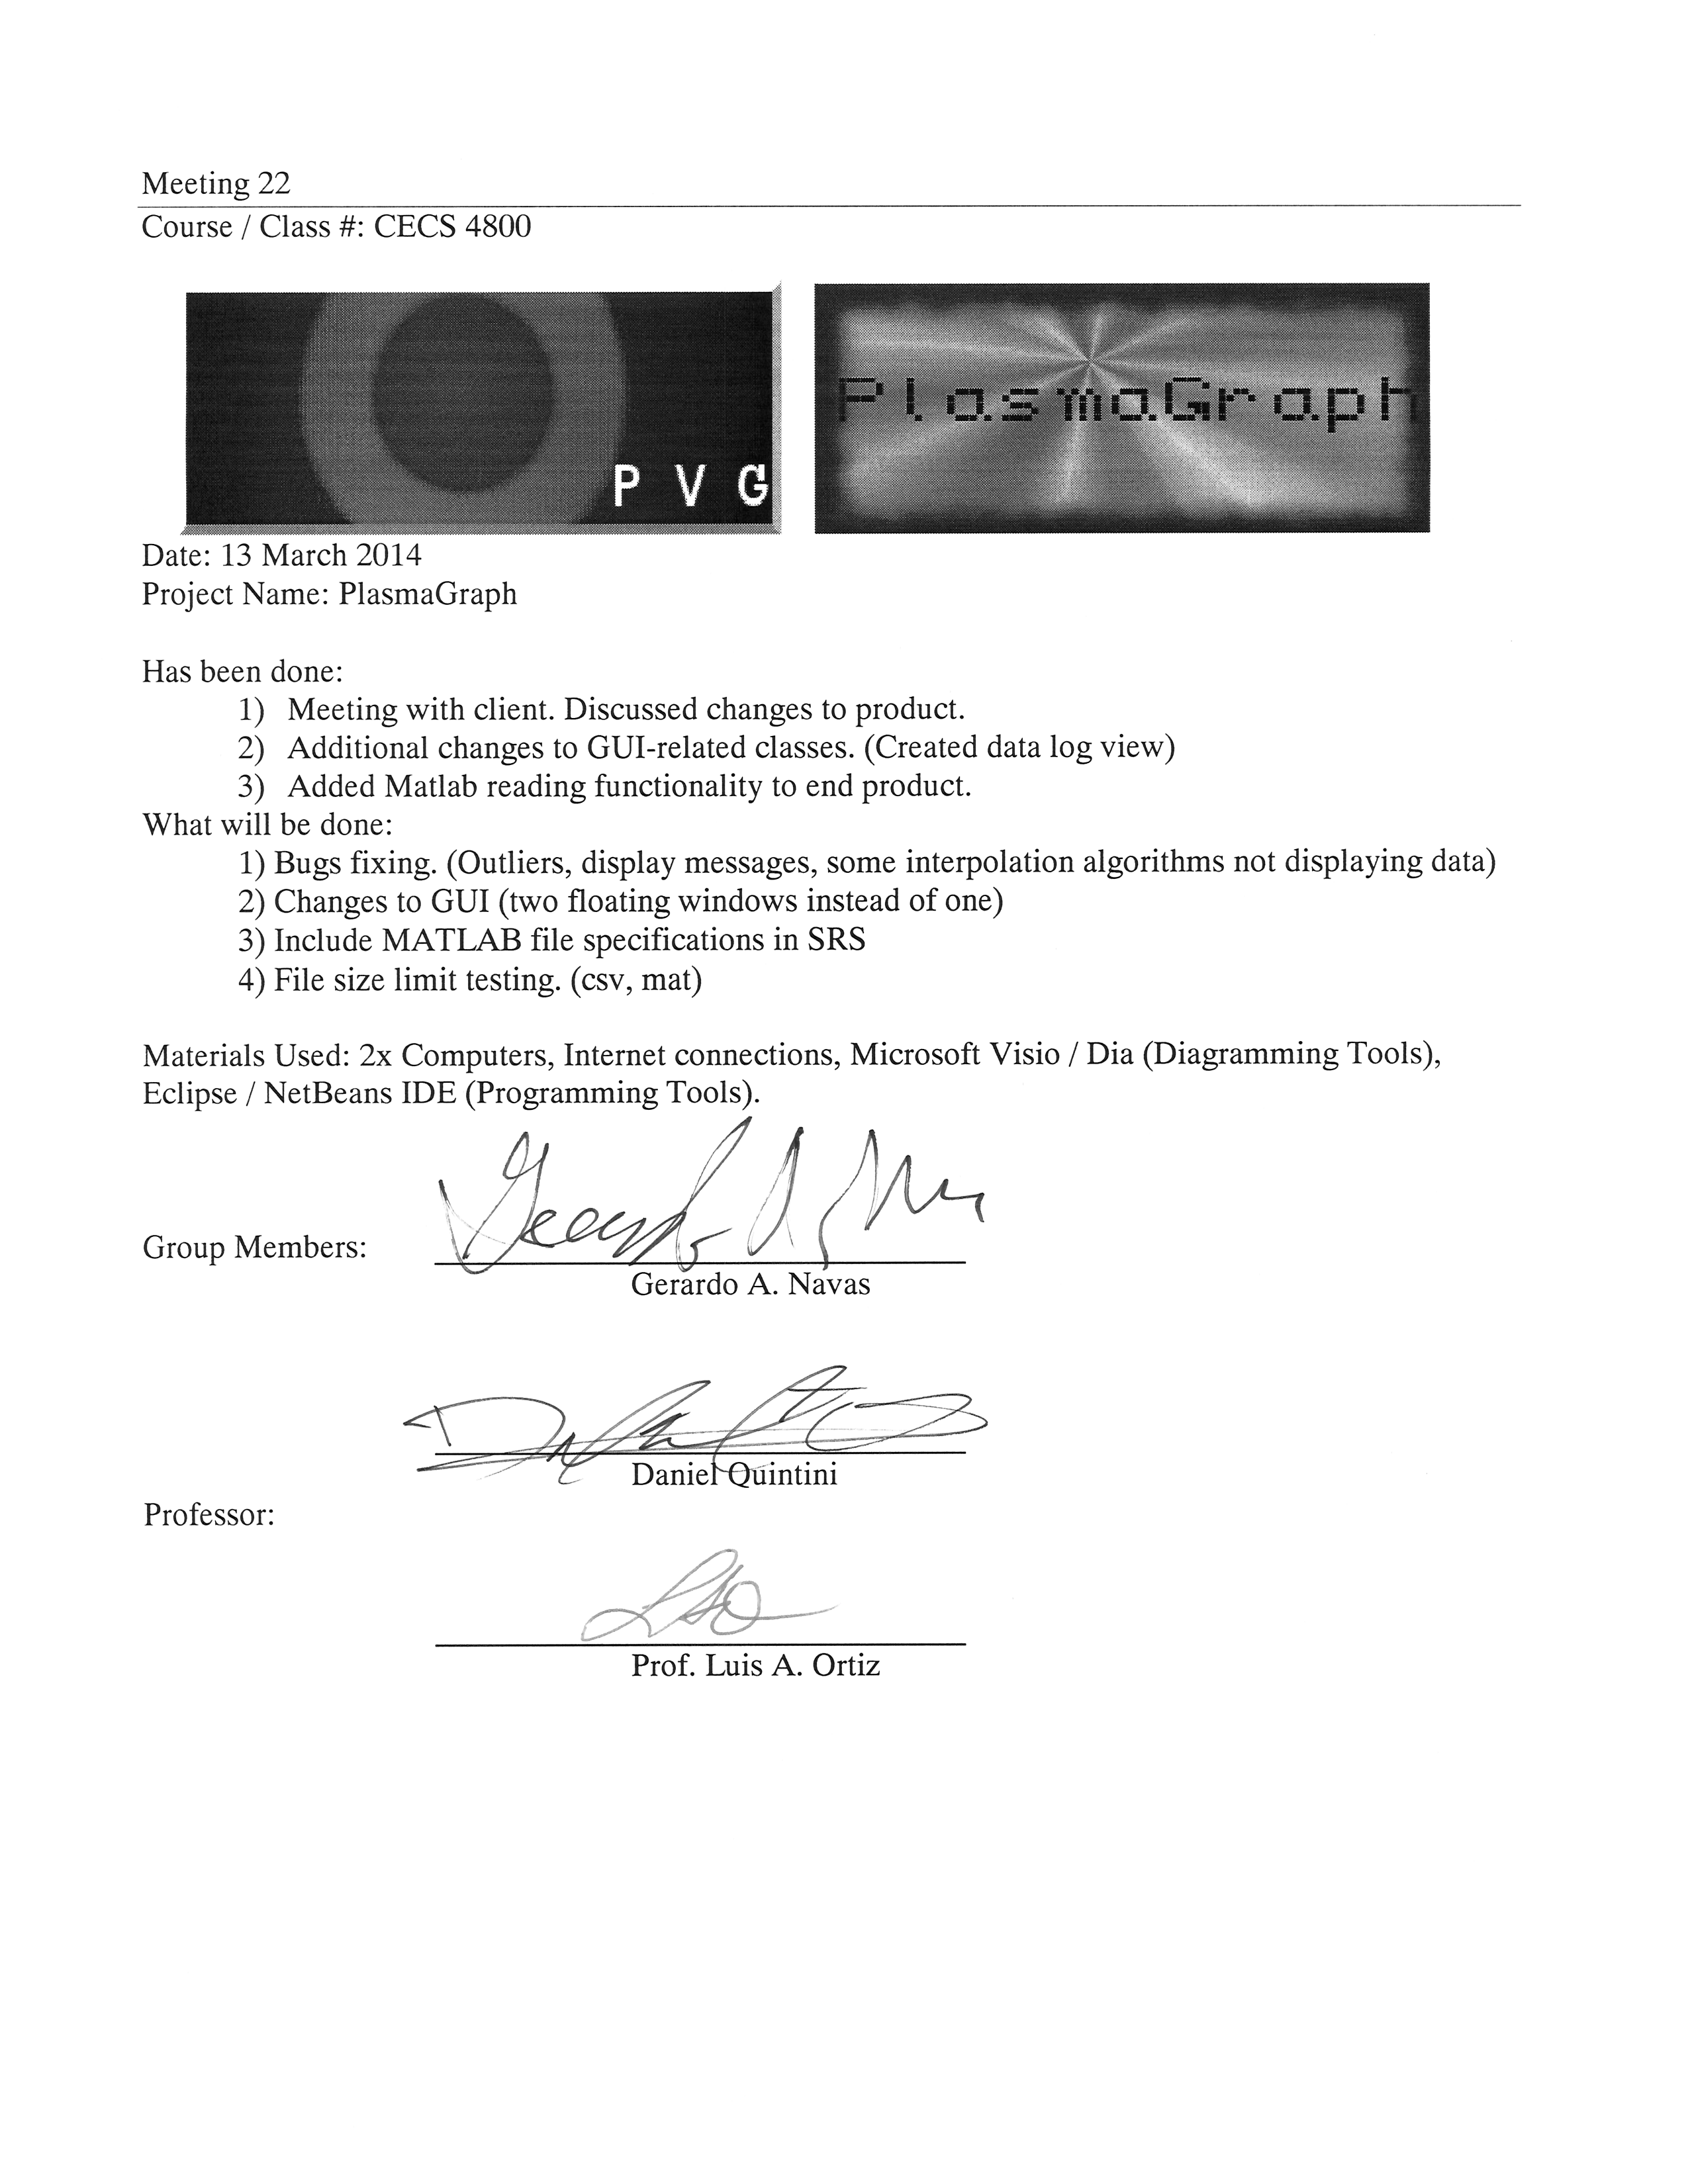 Meeting 22
Course / Class #: CECS 4800
P V G
PlasmaGraph
Date: 13 March 2014
Project Name: PlasmaGraph
Has been done:
1) Meeting with client. Discussed changes to product.
2) Additional changes to GUI-related classes. (Created data log view)
3) Added Matlab reading functionality to end product.
What will be done:
1) Bugs fixing. (Outliers, display messages, some interpolation algorithms not displaying data)
2) Changes to GUI (two floating windows instead of one)
3) Include MATLAB file specifications in SRS
4) File size limit testing. (csv, mat)
Materials Used: 2x Computers, Internet connections, Microsoft Visio / Dia (Diagramming Tools),
Eclipse / NetBeans IDE (Programming Tools).
Group Members:
Gerardo A. Navas
Daniel Quintini
Professor:
Prof. Luis A. Ortiz